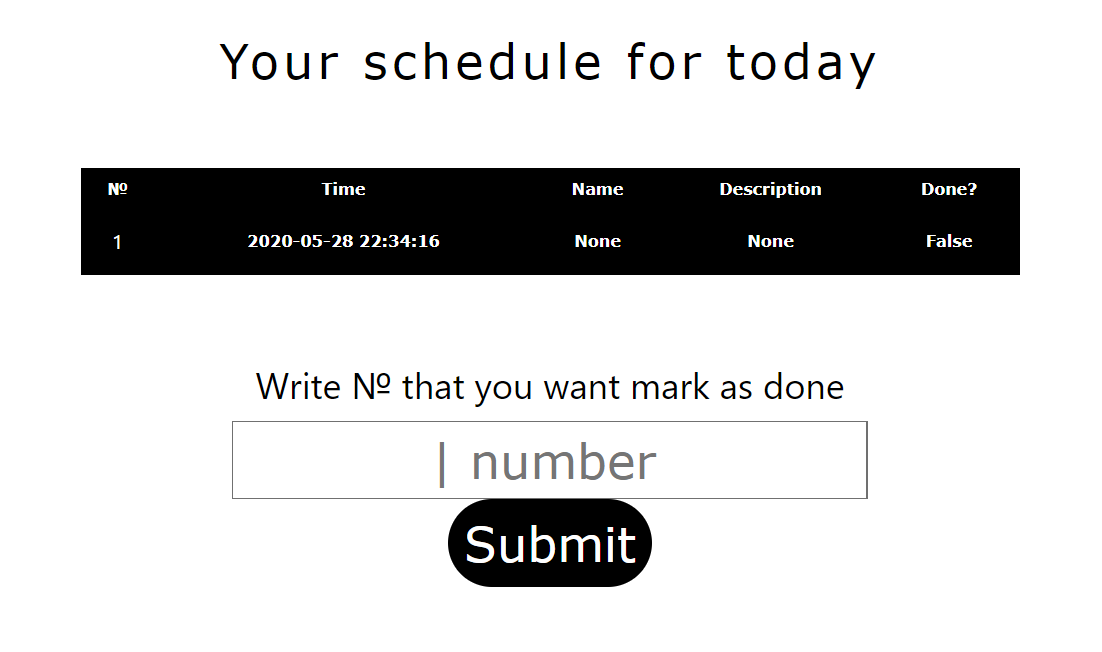 Your schedule for today
№ Time Name Description Done?
1 2020-05-28 22:34:16 None None False
Write № that you want mark as done
| number
Submit